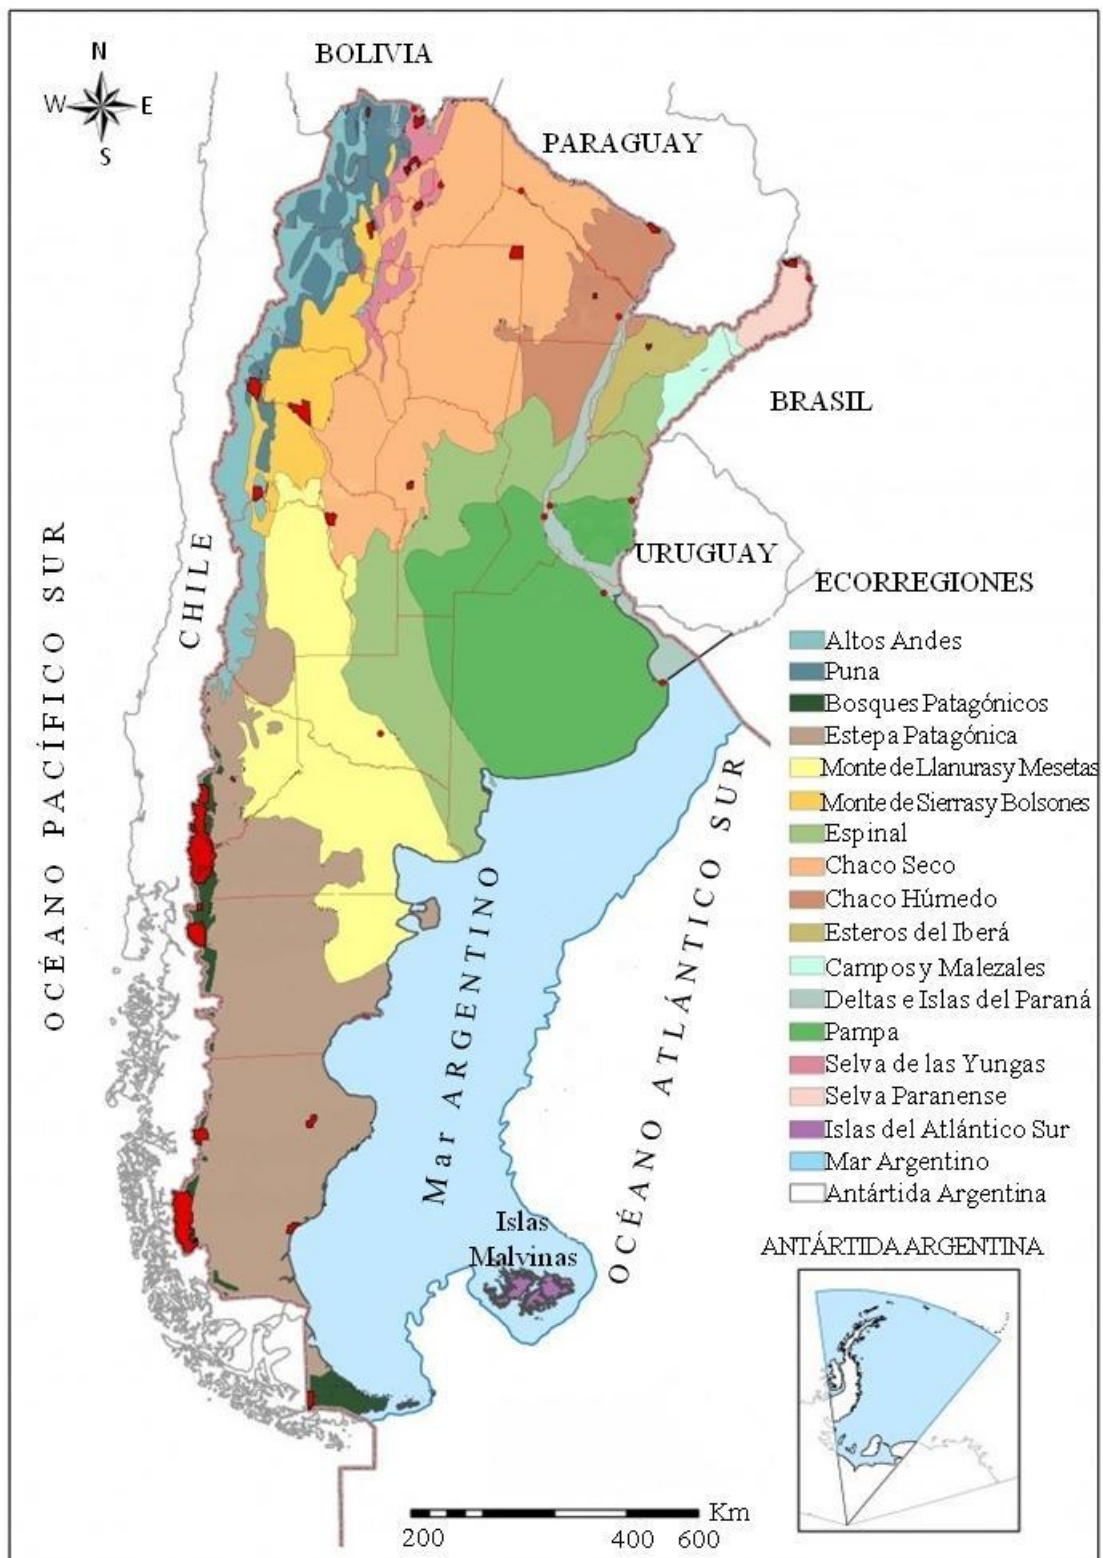 N
BOLIVIA
W E
S
PARAGUAY
BRASIL
URUGUAY
CHILE
OCÉANO PACÍFICO SUR
ECORREGIONES
Altos Andes
Puna
Bosques Patagónicos
Estepa Patagónica
Monte de Llanuras y Mesetas
Monte de Sierras y Bolsones
Espinal
Chaco Seco
Chaco Húmedo
Esteros del Iberá
Campos y Malezales
Deltas e Islas del Paraná
Pampa
Selva de las Yungas
Selva Paranense
Islas del Atlántico Sur
Mar Argentino
Antártida Argentina
Mar ARGENTINO
OCÉANO ATLÁNTICO SUR
Islas
Malvinas
ANTÁRTIDA ARGENTINA
Km
200 400 600